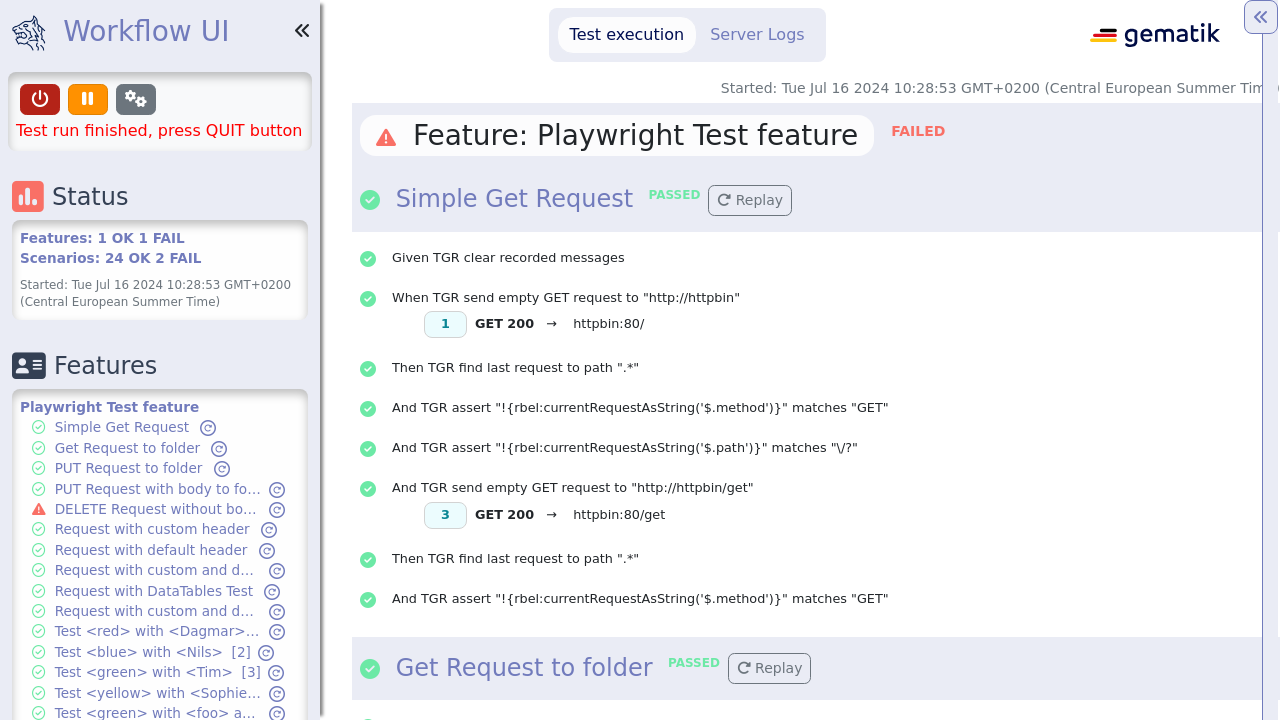 Workflow UI
Test run finished, press QUIT button
Status
Features: 1 OK 1 FAIL
Scenarios: 24 OK 2 FAIL
Started: Tue Jul 16 2024 10:28:53 GMT+0200
(Central European Summer Time)
Features
Playwright Test feature
Simple Get Request
Get Request to folder
PUT Request to folder
PUT Request with body to fo...
DELETE Request without bo...
Request with custom header
Request with default header
Request with custom and d...
Request with DataTables Test
Request with custom and d...
Test <red> with <Dagmar>...
Test <blue> with <Nils> [2]
Test <green> with <Tim> [3]
Test <yellow> with <Sophie...
Test <green> with <foo> a...
Test execution
Server Logs
gematik
Started: Tue Jul 16 2024 10:28:53 GMT+0200 (Central European Summer Time
Feature: Playwright Test feature FAILED
Simple Get Request PASSED Replay
Given TGR clear recorded messages
When TGR send empty GET request to "http://httpbin"
1 GET 200 → httpbin:80/
Then TGR find last request to path ".*"
And TGR assert "!{rbel:currentRequestAsString('$.method')}" matches "GET"
And TGR assert "!{rbel:currentRequestAsString('$.path')}" matches "\/?"
And TGR send empty GET request to "http://httpbin/get"
3 GET 200 → httpbin:80/get
Then TGR find last request to path ".*"
And TGR assert "!{rbel:currentRequestAsString('$.method')}" matches "GET"
Get Request to folder PASSED Replay